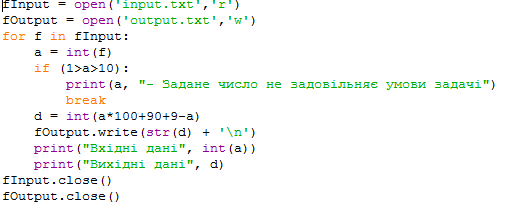 fInput = open('input.txt','r')
fOutput = open('output.txt','w')
for f in fInput:
    a = int(f)
    if (1>a>10):
        print(a, "- Задане число не задовільняє умови задачі")
        break
    d = int(a*100+90+9-a)
    fOutput.write(str(d) + '\n')
    print("Вхідні дані", int(a))
    print("Вихідні дані", d)
fInput.close()
fOutput.close()